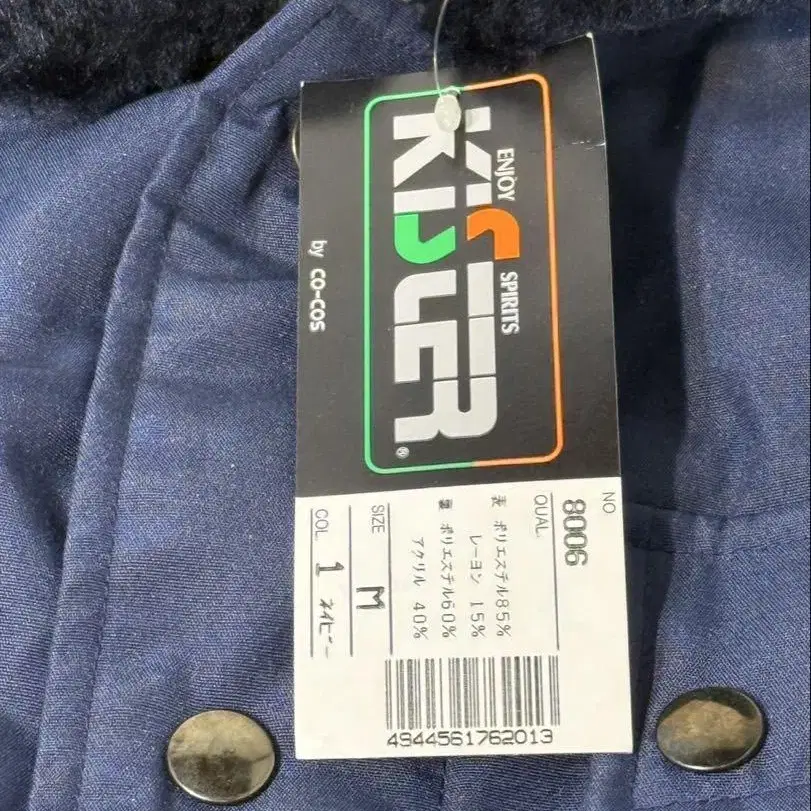 ENJOY SPIRITS
KISTER®
by CO-COS
NO. 8006
QUAL.
表 ポリエステル85%
レーヨン 15%
裏 ポリエステル60%
アクリル 40%
SIZE M
COL. 1 ネイビー
4944561762013